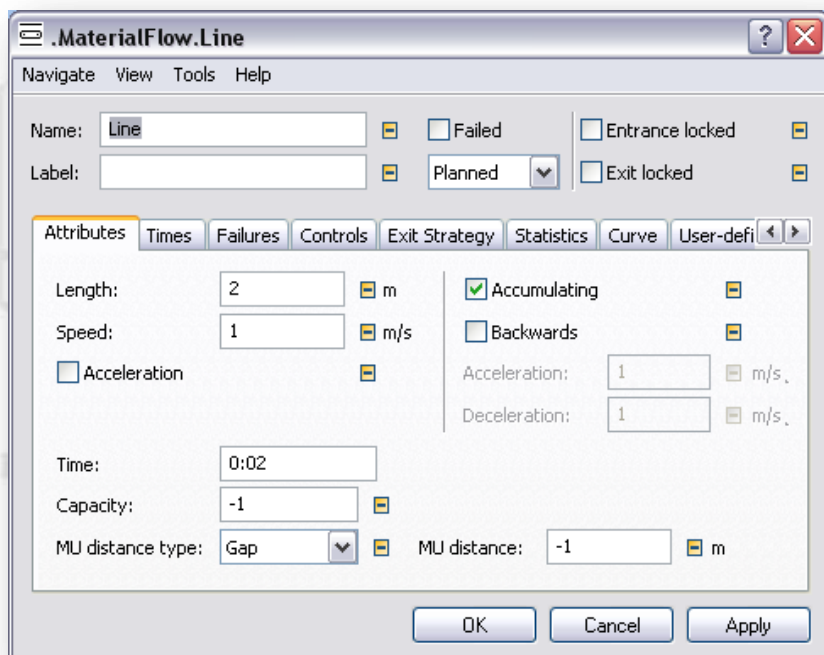 .MaterialFlow.Line
Navigate View Tools Help
Name: Line Failed Entrance locked
Label: Planned Exit locked
Attributes Times Failures Controls Exit Strategy Statistics Curve User-defi
Length: 2 m Accumulating
Speed: 1 m/s Backwards
Acceleration Acceleration: 1 m/s
Deceleration: 1 m/s
Time: 0:02
Capacity: -1
MU distance type: Gap MU distance: -1 m
OK Cancel Apply